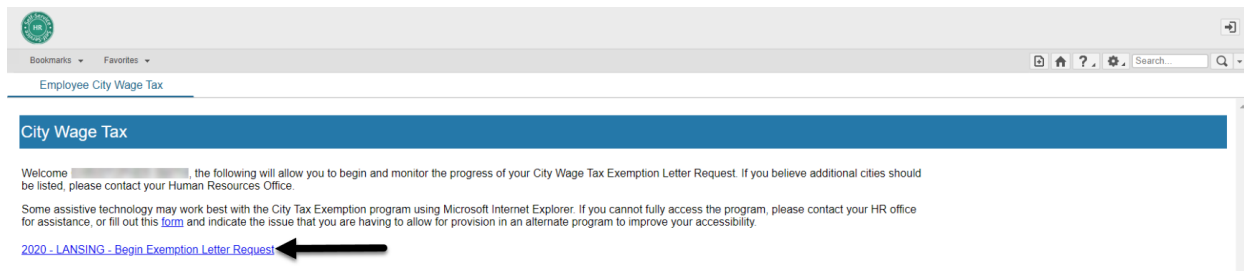 HR
Bookmarks Favorites
? Search...
Employee City Wage Tax
City Wage Tax
Welcome , the following will allow you to begin and monitor the progress of your City Wage Tax Exemption Letter Request. If you believe additional cities should
be listed, please contact your Human Resources Office.
Some assistive technology may work best with the City Tax Exemption program using Microsoft Internet Explorer. If you cannot fully access the program, please contact your HR office
for assistance, or fill out this form and indicate the issue that you are having to allow for provision in an alternate program to improve your accessibility.
2020 - LANSING - Begin Exemption Letter Request